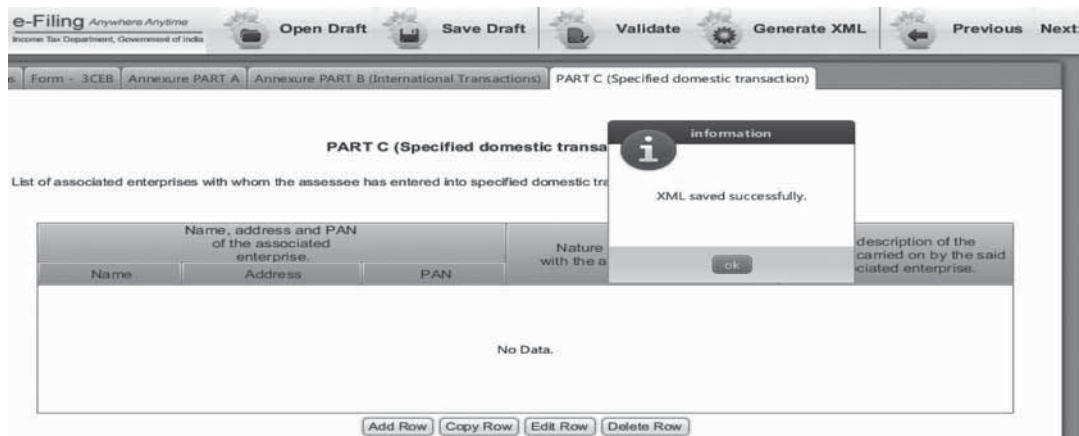 e-Filing Anywhere Anytime
Income Tax Department, Government of India
Open Draft Save Draft Validate Generate XML Previous Next
s Form - 3CEB Annexure PART A Annexure PART B (International Transactions) PART C (Specified domestic transaction)
PART C (Specified domestic transa
List of associated enterprises with whom the assessee has entered into specified domestic tra
information
i
XML saved successfully.
ok
Name, address and PAN
of the associated
enterprise.
Name Address PAN
Nature
with the a
description of the
carried on by the said
ciated enterprise.
No Data.
Add Row Copy Row Edit Row Delete Row